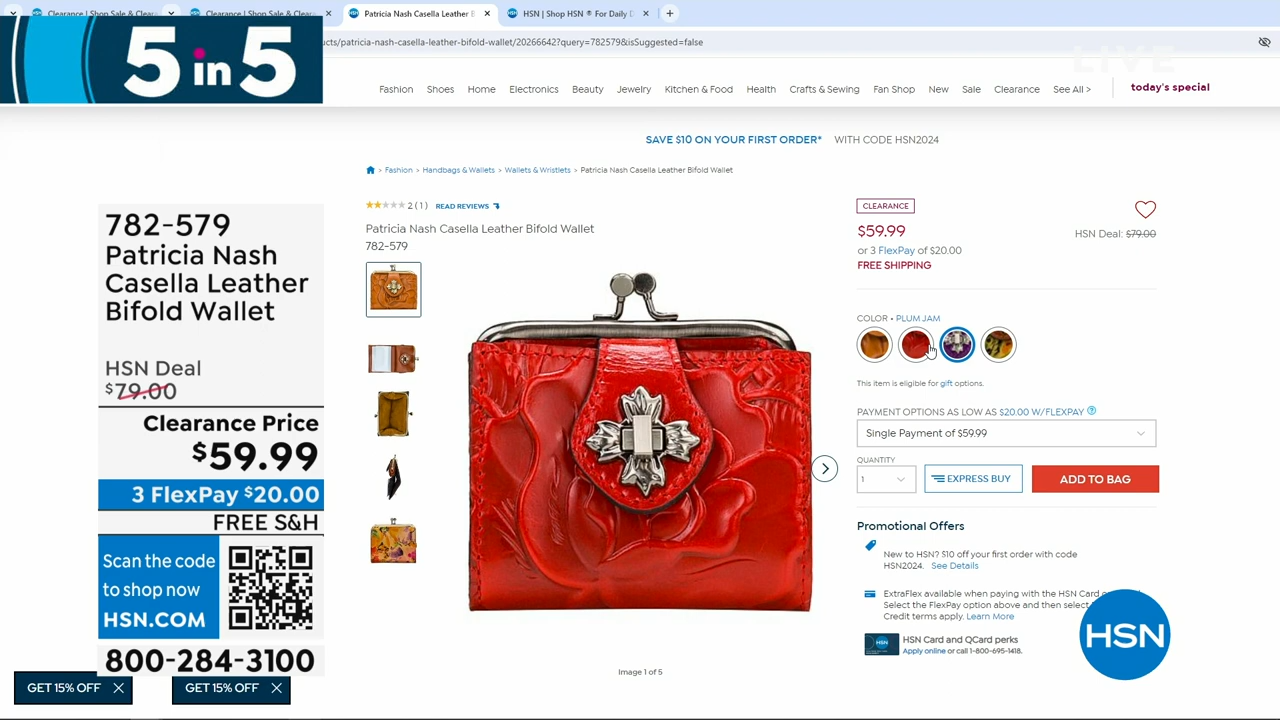 Clearance | Shop Sale & Cleara
Clearance | Shop Sale & Clear
Patricia Nash Casella Leather B
HSN | Shop HSN ® For Daily D
5 in 5
ucts/patricia-nash-casella-leather-bifold-wallet/20266642?query=782579&isSuggested=false
LIVE
Fashion Shoes Home Electronics Beauty Jewelry Kitchen & Food Health Crafts & Sewing Fan Shop New Sale Clearance See All > today's special
SAVE $10 ON YOUR FIRST ORDER* WITH CODE HSN2024
> Fashion > Handbags & Wallets > Wallets & Wristlets > Patricia Nash Casella Leather Bifold Wallet
2 ( 1 ) READ REVIEWS
Patricia Nash Casella Leather Bifold Wallet
782-579
782-579
Patricia Nash
Casella Leather
Bifold Wallet
HSN Deal
$79.00
Clearance Price
$59.99
3 FlexPay $20.00
FREE S&H
Scan the code
to shop now
HSN.COM
800-284-3100
GET 15% OFF
GET 15% OFF
Image 1 of 5
CLEARANCE
$59.99
HSN Deal: $79.00
or 3 FlexPay of $20.00
FREE SHIPPING
COLOR • PLUM JAM
This item is eligible for gift options.
PAYMENT OPTIONS AS LOW AS $20.00 W/FLEXPAY ?
Single Payment of $59.99
QUANTITY
1
EXPRESS BUY
ADD TO BAG
Promotional Offers
New to HSN? $10 off your first order with code
HSN2024. See Details
ExtraFlex available when paying with the HSN Card
Select the FlexPay option above and then select
Credit terms apply. Learn More
HSN Card and QCard perks
Apply online or call 1-800-695-1418.
HSN